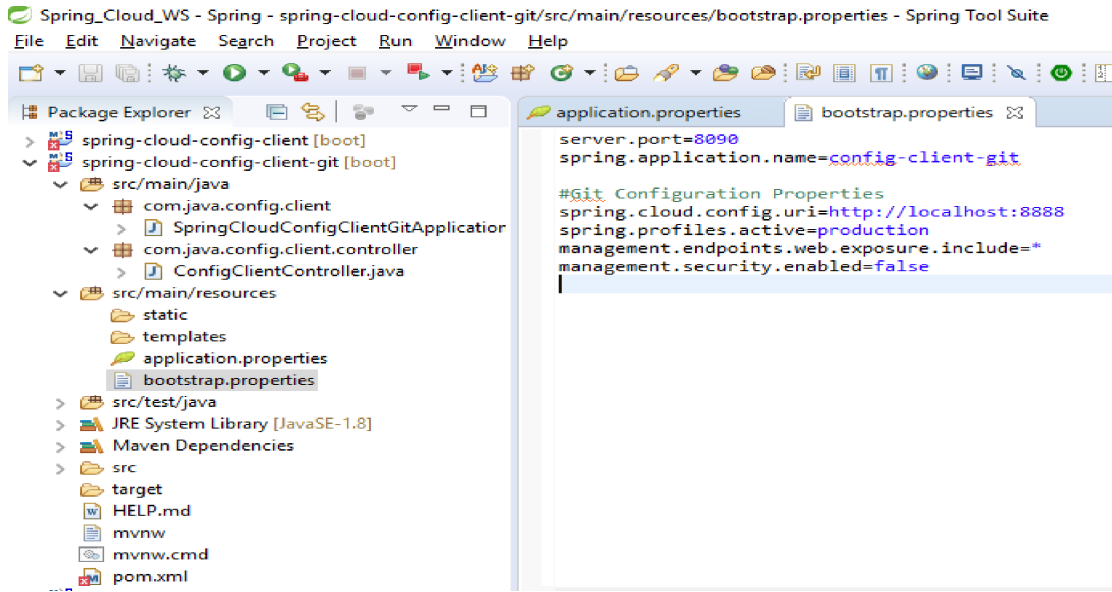 Spring_Cloud_WS - Spring - spring-cloud-config-client-git/src/main/resources/bootstrap.properties - Spring Tool Suite
File Edit Navigate Search Project Run Window Help
Package Explorer
spring-cloud-config-client [boot]
spring-cloud-config-client-git [boot]
src/main/java
com.java.config.client
SpringCloudConfigClientGitApplication
com.java.config.client.controller
ConfigClientController.java
src/main/resources
static
templates
application.properties
bootstrap.properties
src/test/java
JRE System Library [JavaSE-1.8]
Maven Dependencies
src
target
HELP.md
mvnw
mvnw.cmd
pom.xml
application.properties bootstrap.properties
server.port=8090
spring.application.name=config-client-git
#Git Configuration Properties
spring.cloud.config.uri=http://localhost:8888
spring.profiles.active=production
management.endpoints.web.exposure.include=*
management.security.enabled=false